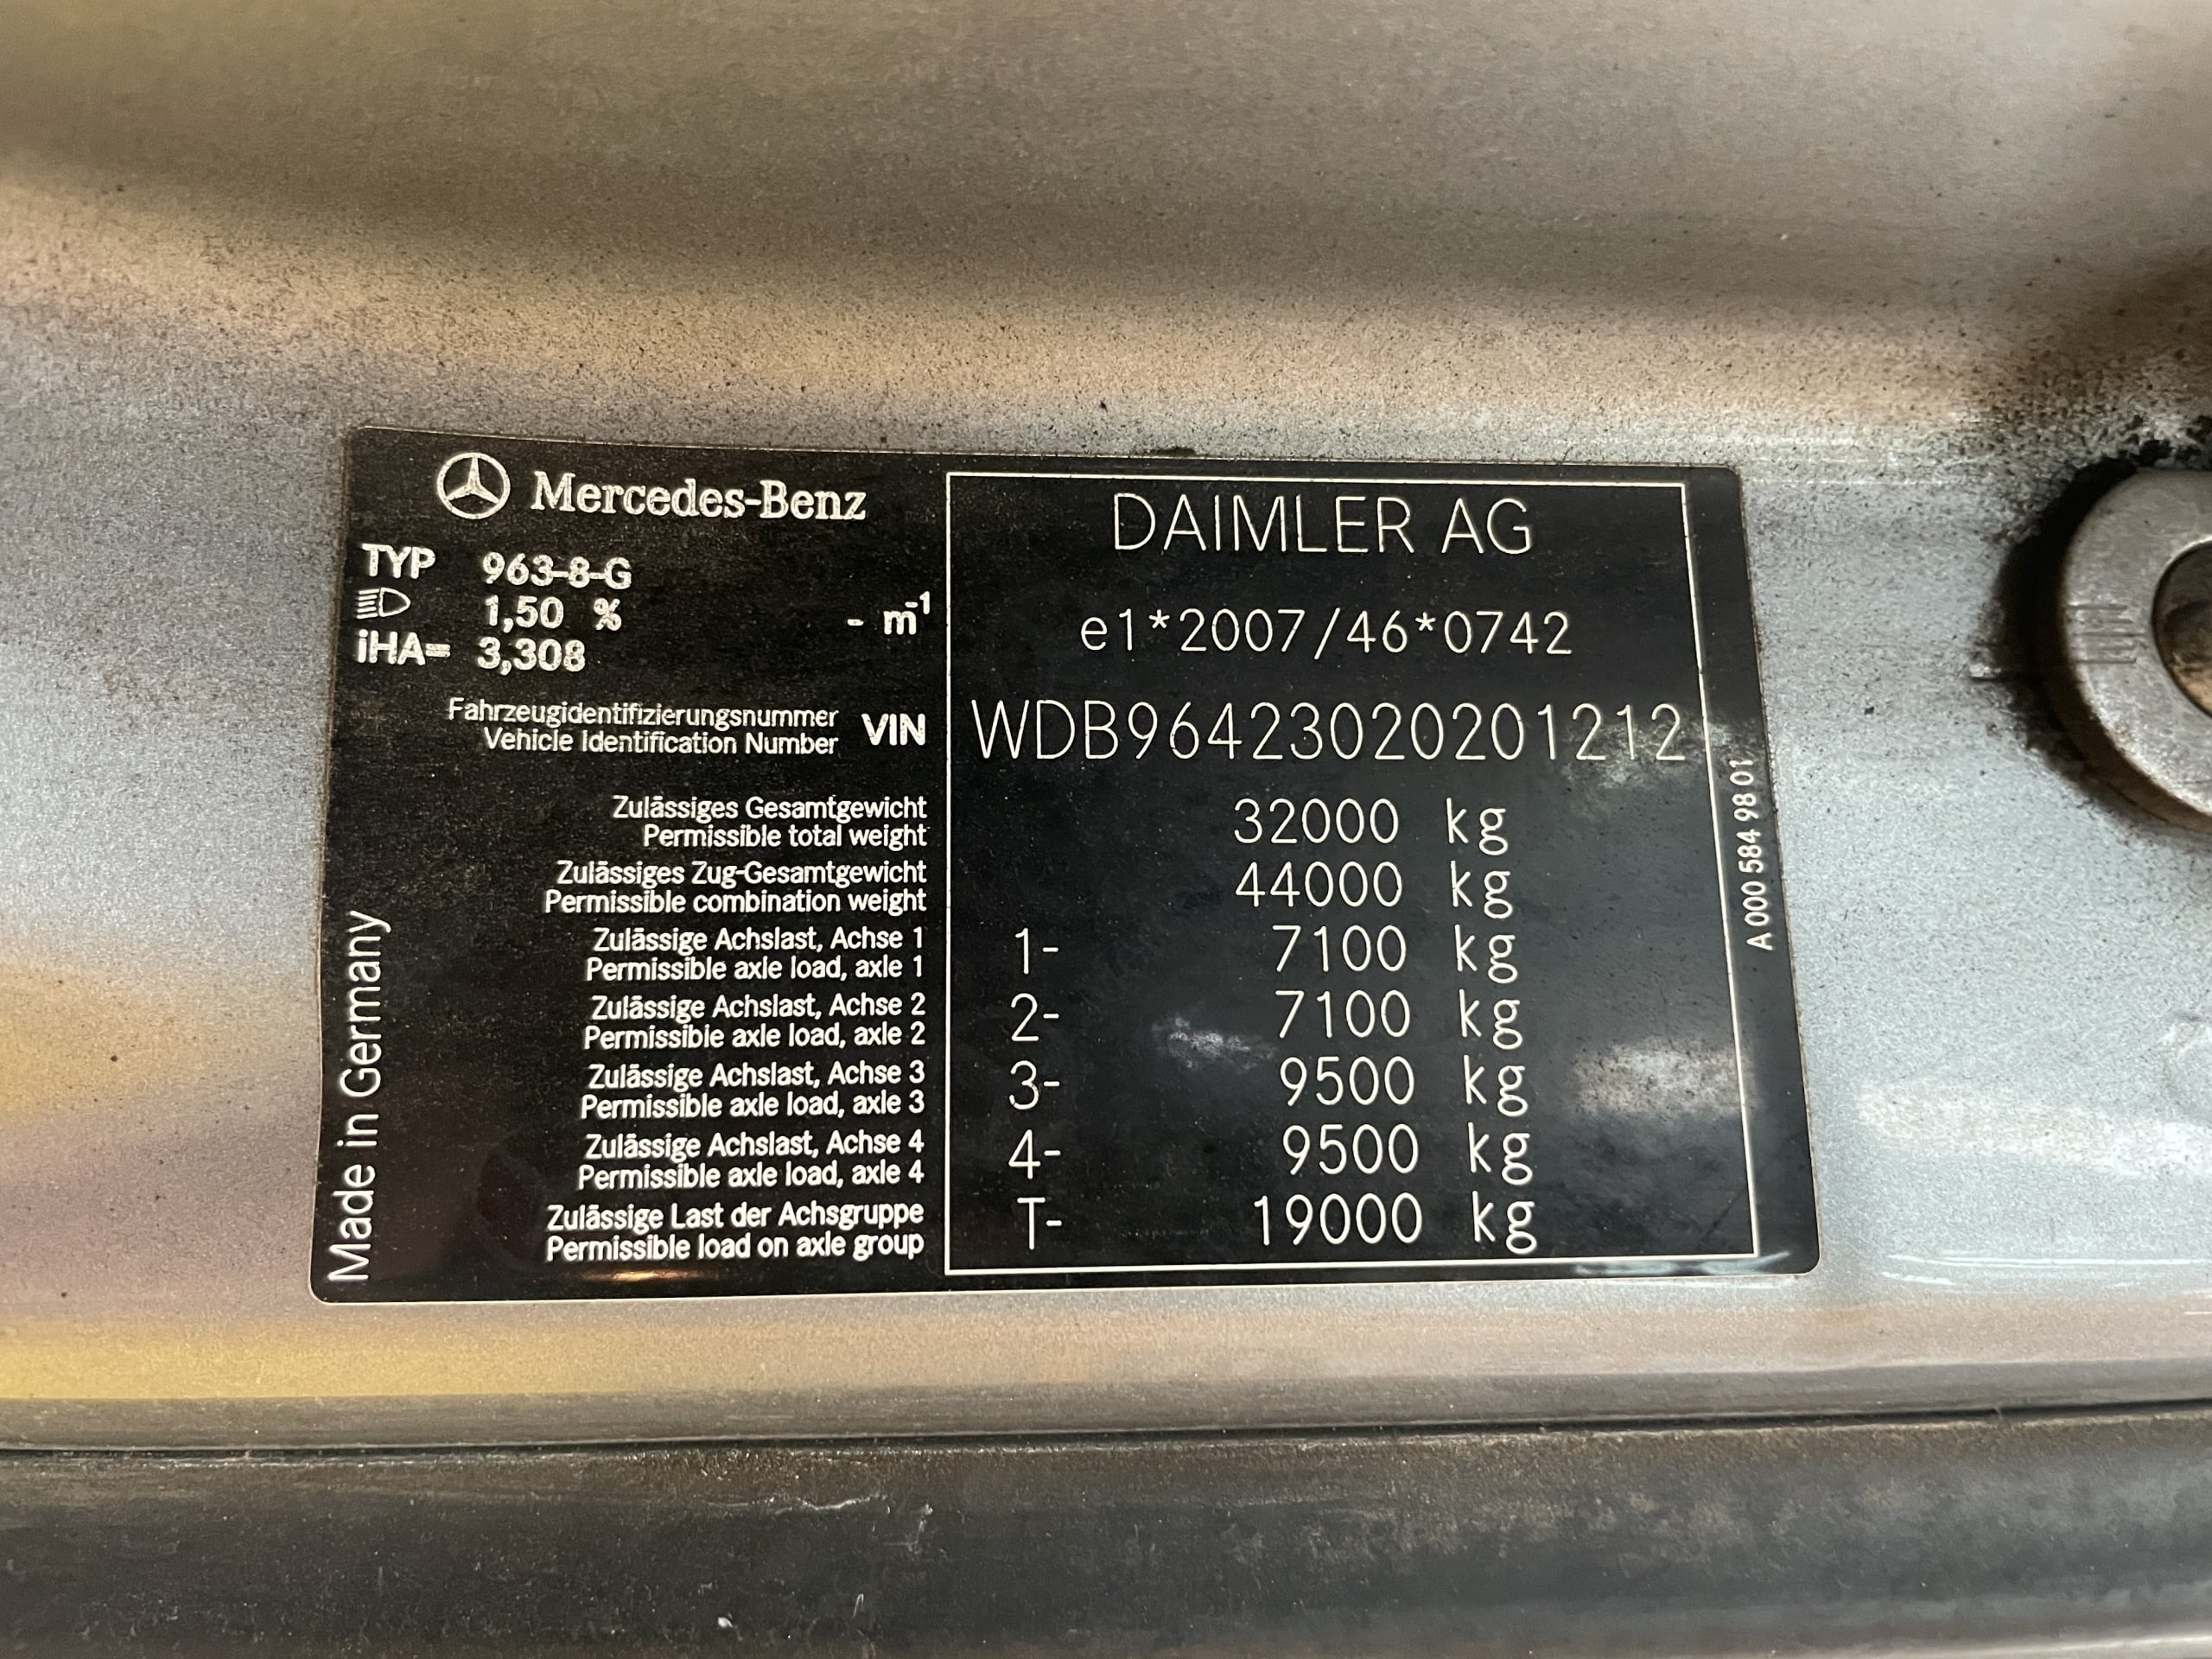 Mercedes-Benz
TYP 963-8-G
1,50 % - m-1
iHA= 3,308
DAIMLER AG
e1*2007/46*0742
Fahrzeugidentifizierungsnummer
Vehicle Identification Number
VIN WDB96423020201212
Zulässiges Gesamtgewicht
Permissible total weight
32000 kg
Zulässiges Zug-Gesamtgewicht
Permissible combination weight
44000 kg
Zulässige Achslast, Achse 1
Permissible axle load, axle 1
1- 7100 kg
Zulässige Achslast, Achse 2
Permissible axle load, axle 2
2- 7100 kg
Zulässige Achslast, Achse 3
Permissible axle load, axle 3
3- 9500 kg
Zulässige Achslast, Achse 4
Permissible axle load, axle 4
4- 9500 kg
Zulässige Last der Achsgruppe
Permissible load on axle group
T- 19000 kg
Made in Germany
A 000 584 98 01